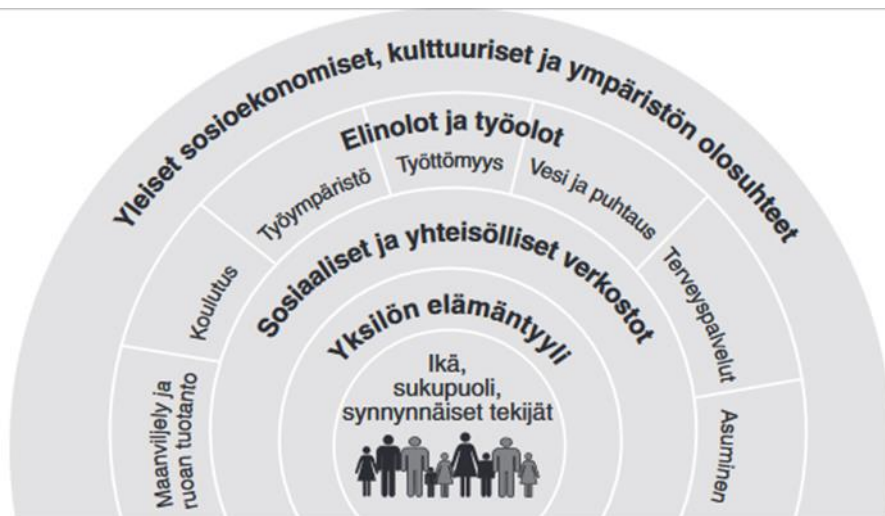 Yleiset sosioekonomiset, kulttuuriset ja ympäristön olosuhteet
Elinolot ja työolot
Maanviljely ja
ruoan tuotanto
Koulutus
Työympäristö
Työttömyys
Vesi ja puhtaus
Terveyspalvelut
Asuminen
Sosiaaliset ja yhteisölliset verkostot
Yksilön elämäntyyli
Ikä,
sukupuoli,
synnynnäiset tekijät